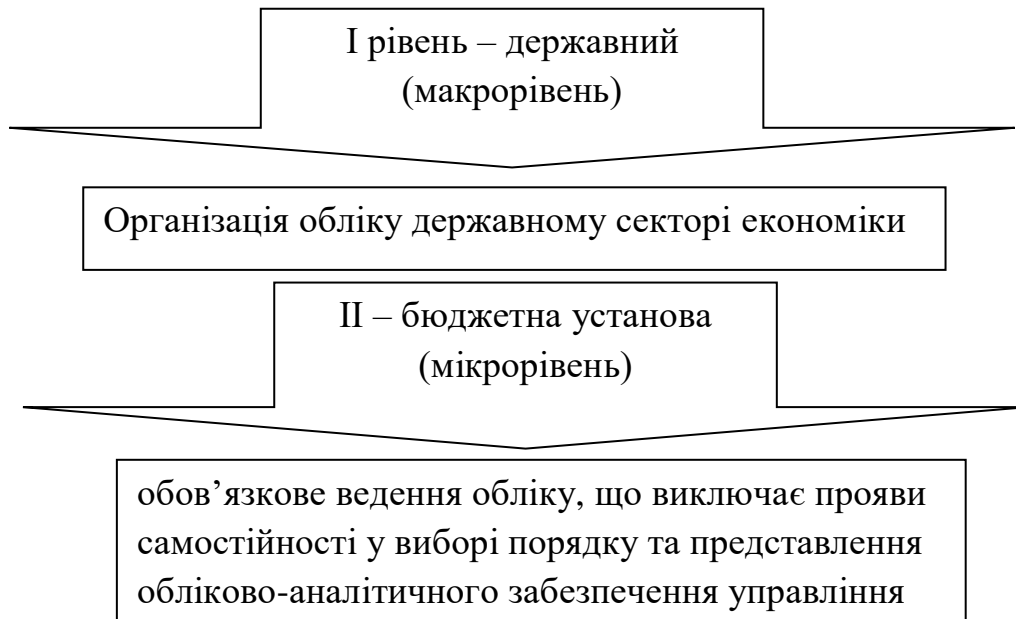 І рівень – державний
(макрорівень)
Організація обліку державному секторі економіки
ІІ – бюджетна установа
(мікрорівень)
обов’язкове ведення обліку, що виключає прояви
самостійності у виборі порядку та представлення
обліково-аналітичного забезпечення управління